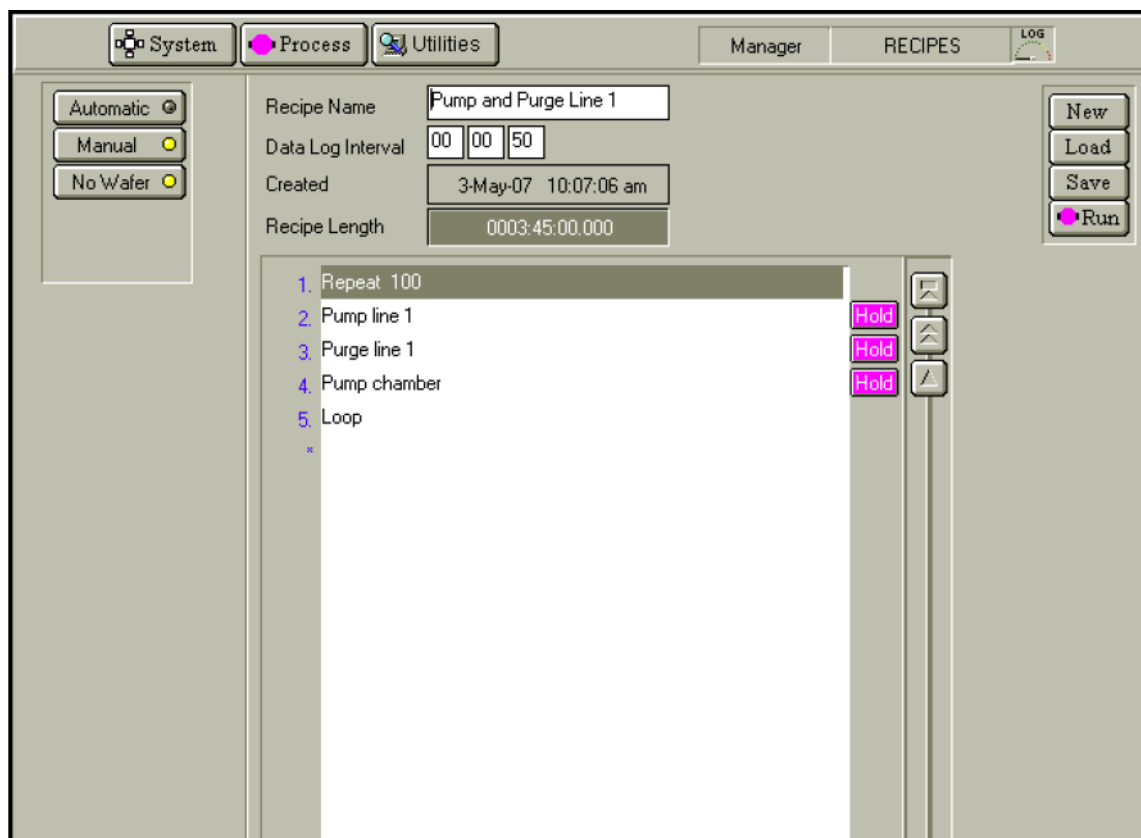 System Process Utilities Manager RECIPES LOG
Automatic
Manual
No Wafer
Recipe Name Pump and Purge Line 1
Data Log Interval 00 00 50
Created 3-May-07 10:07:06 am
Recipe Length 0003:45:00.000
New
Load
Save
Run
1. Repeat 100
2. Pump line 1 Hold
3. Purge line 1 Hold
4. Pump chamber Hold
5. Loop
*